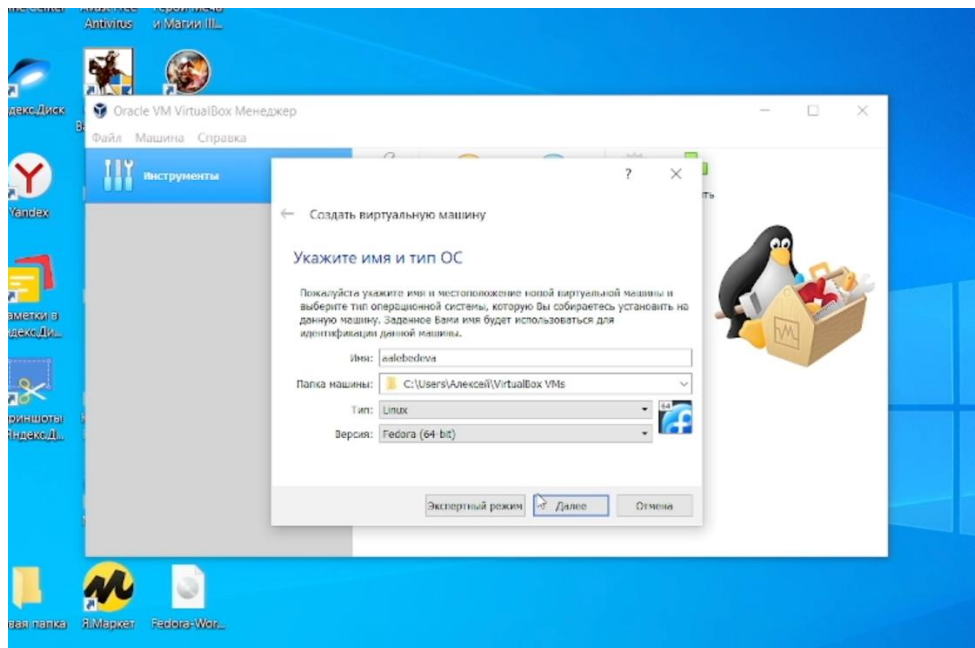 Antivirus
и Магии III...
декс.Диск
Oracle VM VirtualBox Менеджер
Файл Машина Справка
Инструменты
Yandex
?
Создать виртуальную машину
Укажите имя и тип ОС
Пожалуйста укажите имя и местоположение новой виртуальной машины и
выберите тип операционной системы, которую Вы собираетесь установить на
данную машину. Заданное Вами имя будет использоваться для
идентификации данной машины.
Имя: aalebedeva
Папка машины: C:\Users\Алексей\VirtualBox VMs
Тип: Linux
64
Версия: Fedora (64-bit)
аметки в
декс.Ди...
риншоты
Яндекс.Д...
Экспертный режим Далее Отмена
вая папка Я.Маркет Fedora-Wor...